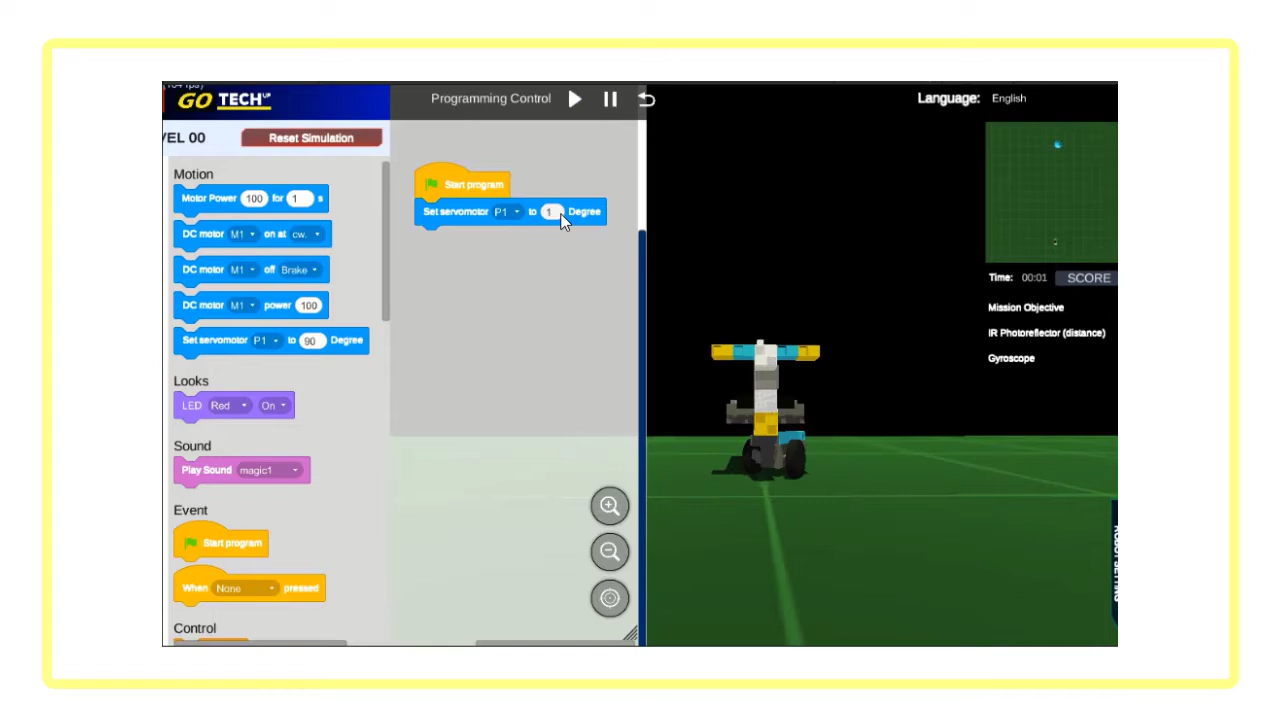 GO TECHUP
Programming Control
Language: English
VEL 00
Reset Simulation
Motion
Motor Power 100 for 1 s
DC motor M1 on at cw.
DC motor M1 off Brake
DC motor M1 power 100
Set servomotor P1 to 90 Degree
Looks
LED Red On
Sound
Play Sound magic1
Event
Start program
When None pressed
Control
Start program
Set servomotor P1 to 1 Degree
Time: 00:01 SCORE
Mission Objective
IR Photoreflector (distance)
Gyroscope